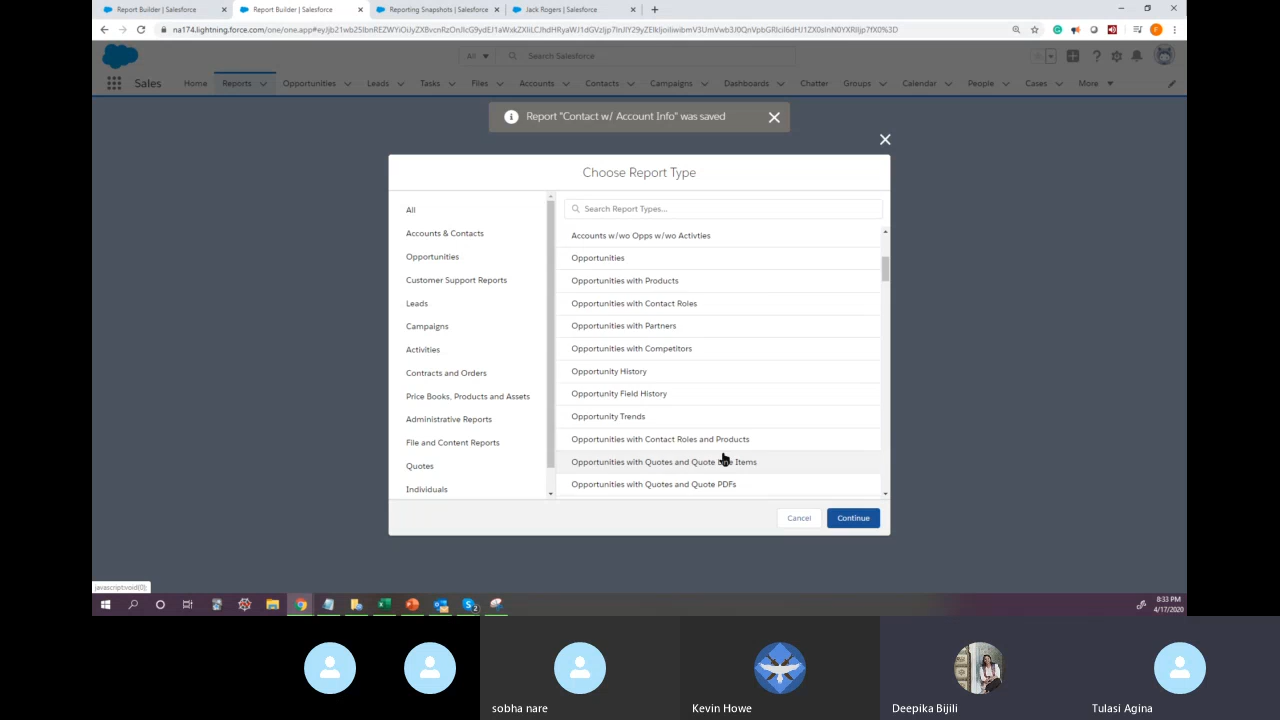 Report Builder | Salesforce
Report Builder | Salesforce
Reporting Snapshots | Salesforce
Jack Rogers | Salesforce
All
Search Salesforce
Sales
Home
Reports
Opportunities
Leads
Tasks
Files
Accounts
Contacts
Campaigns
Dashboards
Chatter
Groups
Calendar
People
Cases
More
Report "Contact w/ Account Info" was saved
Choose Report Type
All
Accounts & Contacts
Opportunities
Customer Support Reports
Leads
Campaigns
Activities
Contracts and Orders
Price Books, Products and Assets
Administrative Reports
File and Content Reports
Quotes
Individuals
Search Report Types...
Accounts w/wo Opps w/wo Activties
Opportunities
Opportunities with Products
Opportunities with Contact Roles
Opportunities with Partners
Opportunities with Competitors
Opportunity History
Opportunity Field History
Opportunity Trends
Opportunities with Contact Roles and Products
Opportunities with Quotes and Quote Items
Opportunities with Quotes and Quote PDFs
Cancel
Continue
javascript:void(0);
8:33 PM
4/17/2020
sobha nare
Kevin Howe
Deepika Bijili
Tulasi Agina